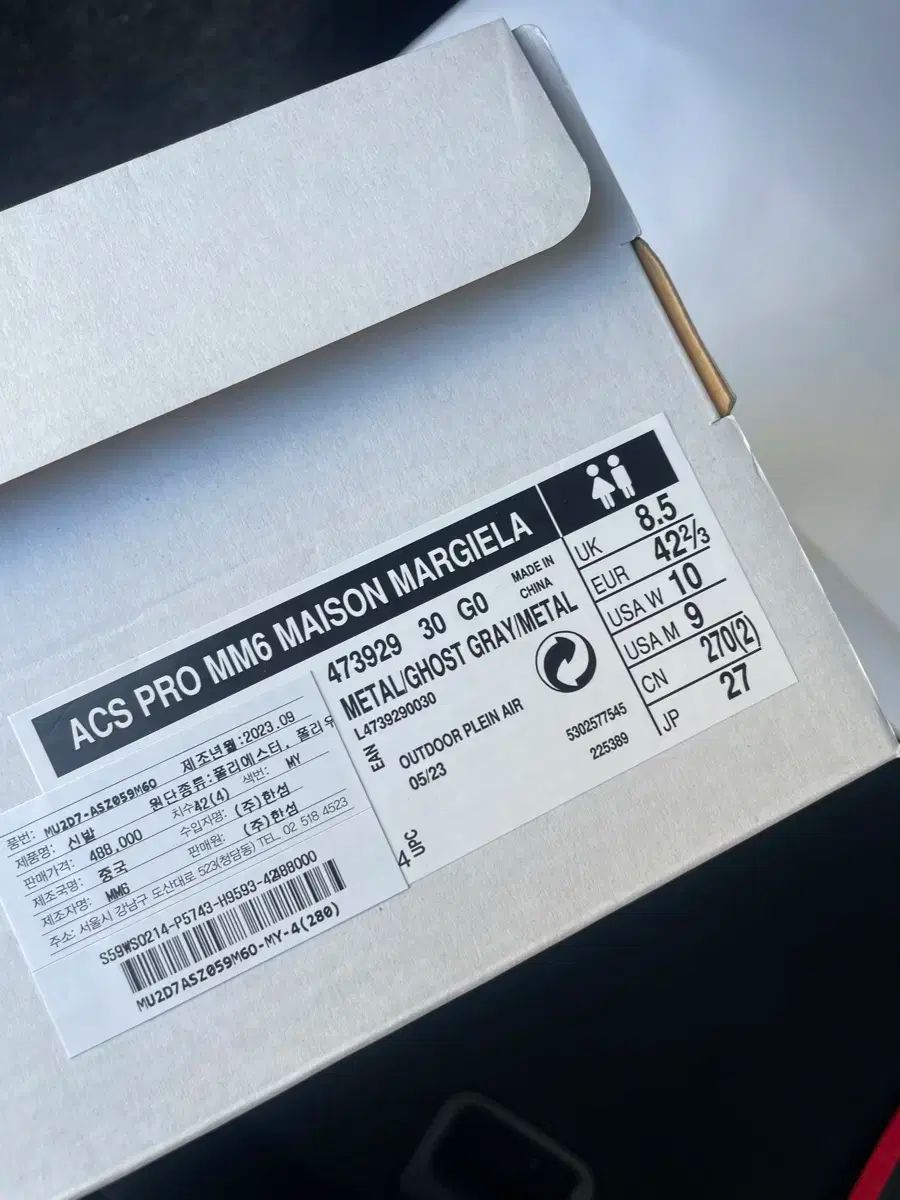 ACS PRO MM6 MAISON MARGIELA
473929 30 G0
MADE IN
CHINA
METAL/GHOST GRAY/METAL
L4739290030
EAN
OUTDOOR PLEIN AIR
05/23
5302577545
225389
4
UPC
UK 8.5
EUR 42⅔
USA W 10
USA M 9
CN 270(2)
JP 27
품번: MU2D7-ASZ059M60 제조년월:2023.09
제품명: 신발 원단종류:폴리에스터, 폴리우
판매가격: 488,000 치수42(4) 색번: MY
제조국명: 중국 수입자명: (주)한섬
제조자명: MM6 판매원: (주)한섬
주소: 서울시 강남구 도산대로 523(청담동) TEL. 02 518 4523
MU2D7ASZ059M60-MY-4(280)